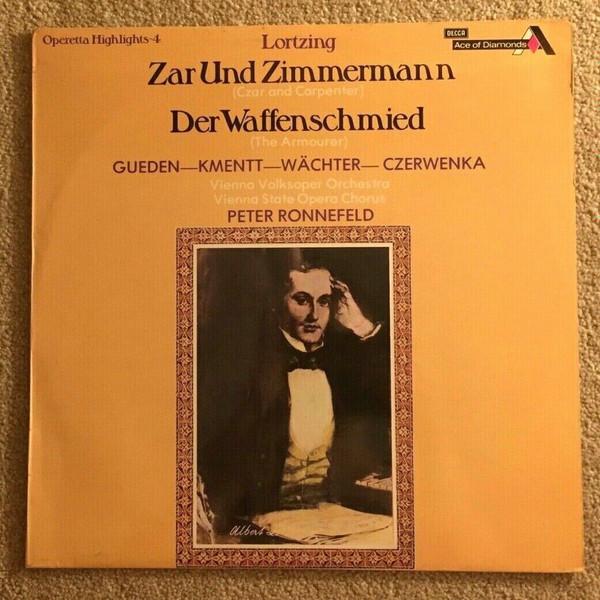 Operetta Highlights-4
Lortzing
DECCA
Ace of Diamonds
Zar Und Zimmermann
(Czar and Carpenter)
Der Waffenschmied
(The Armourer)
GUEDEN—KMENTT—WÄCHTER—CZERWENKA
Vienna Volksoper Orchestra
Vienna State Opera Chorus
PETER RONNEFELD
Albert